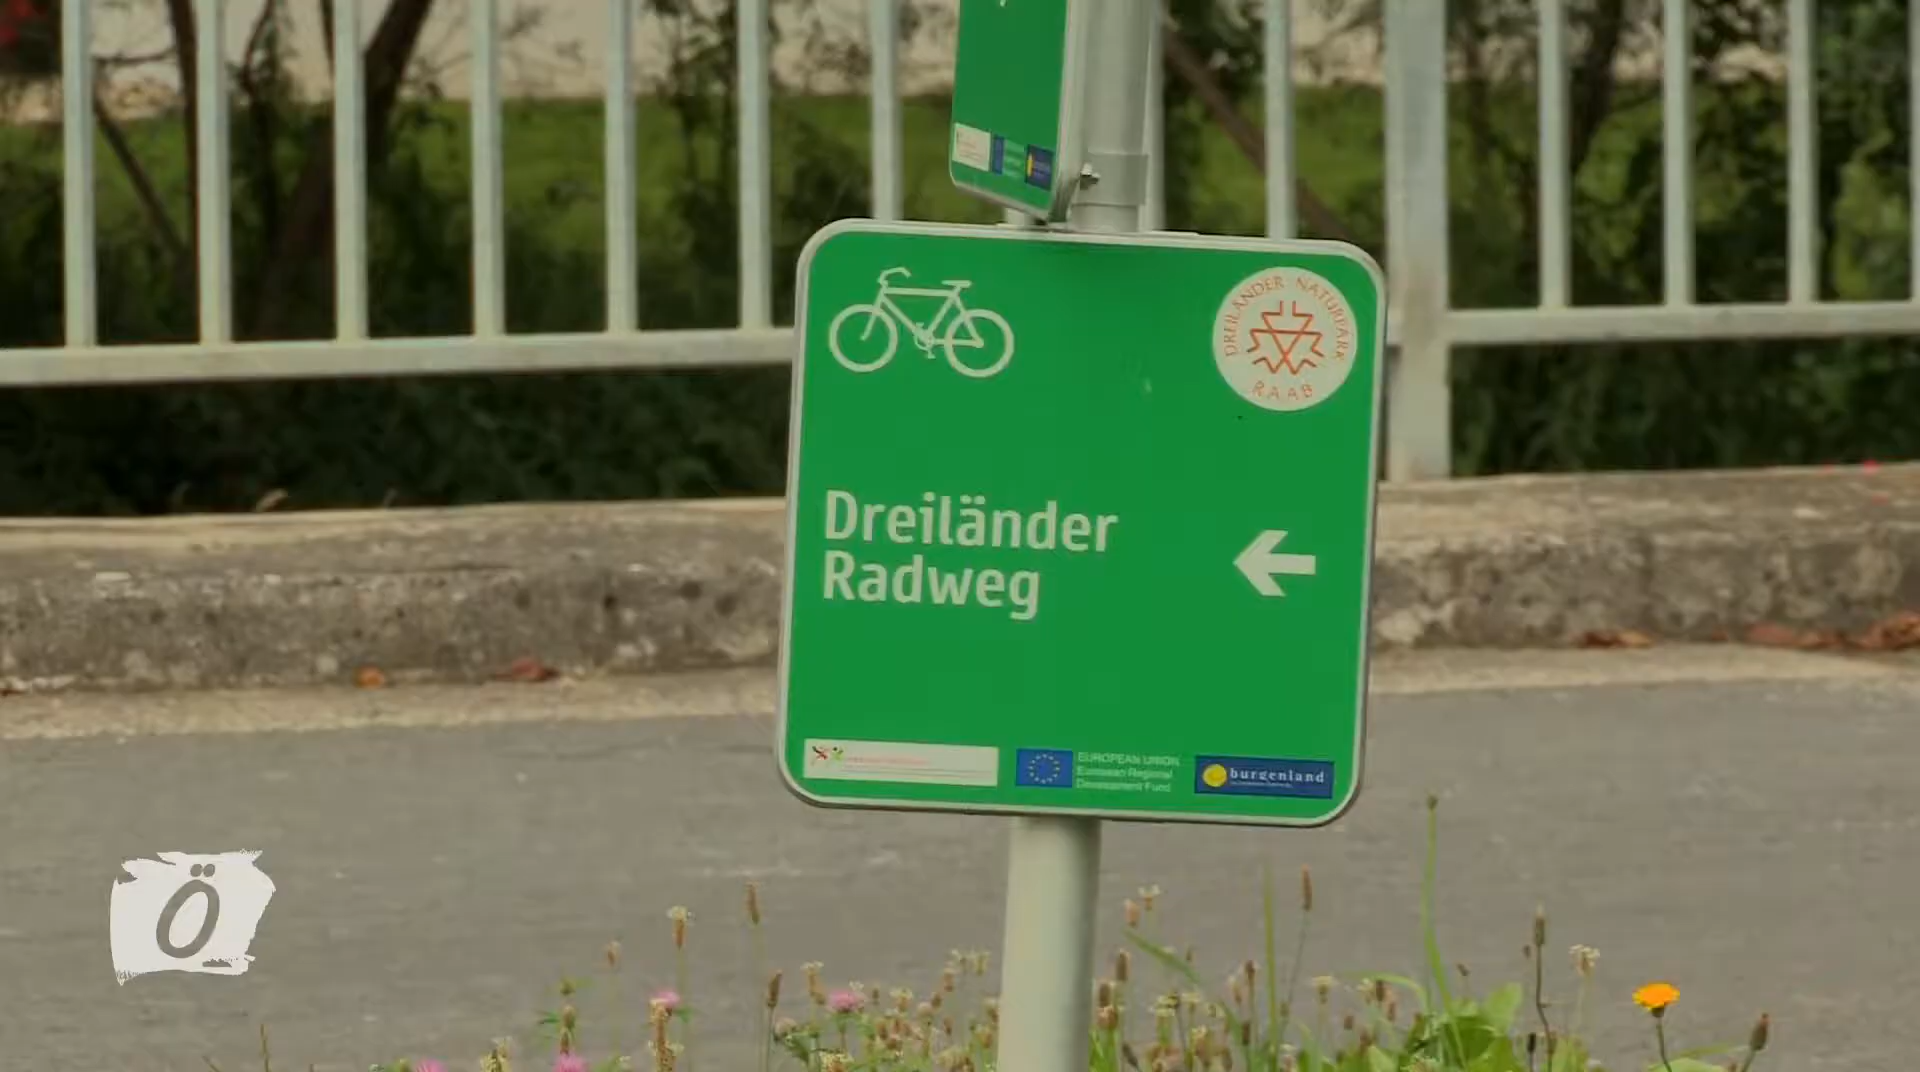 DREILÄNDER NATURPARK
RAAB
Dreiländer
Radweg
EUROPEAN UNION
European Regional
Development Fund
burgenland
Ö